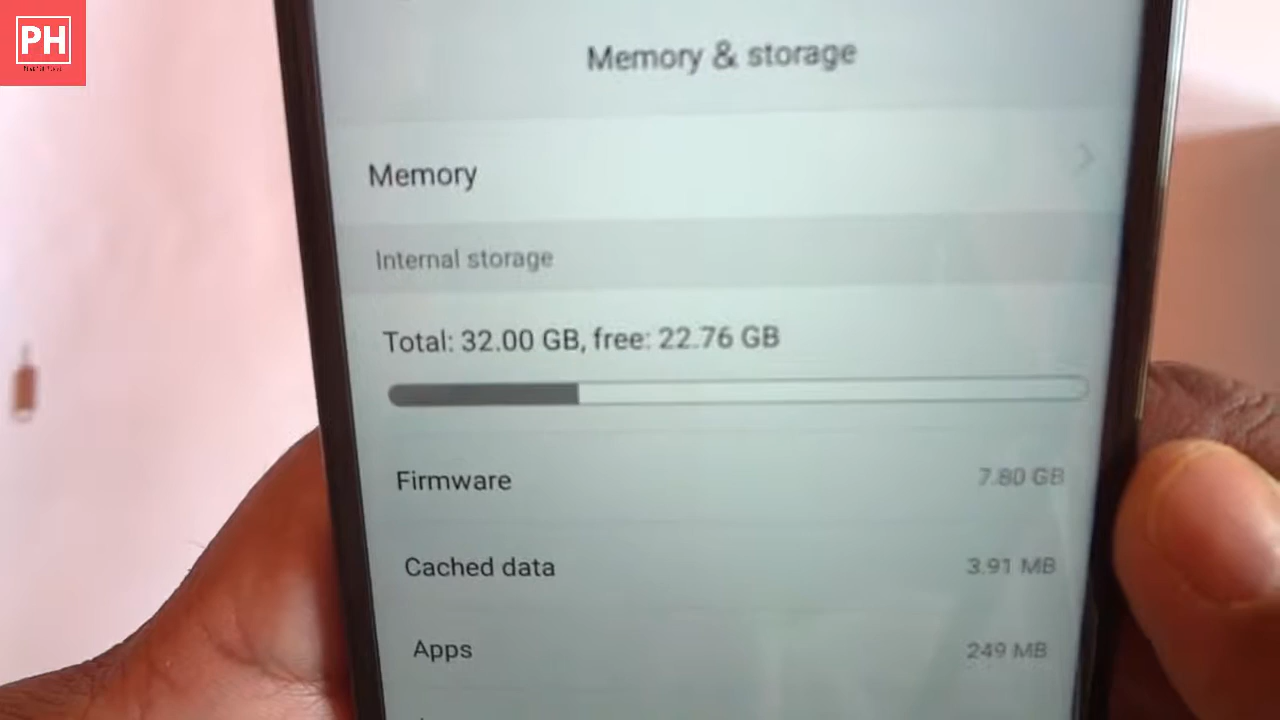 PH
Memory & storage
Memory
Internal storage
Total: 32.00 GB, free: 22.76 GB
Firmware 7.80 GB
Cached data 3.91 MB
Apps 249 MB